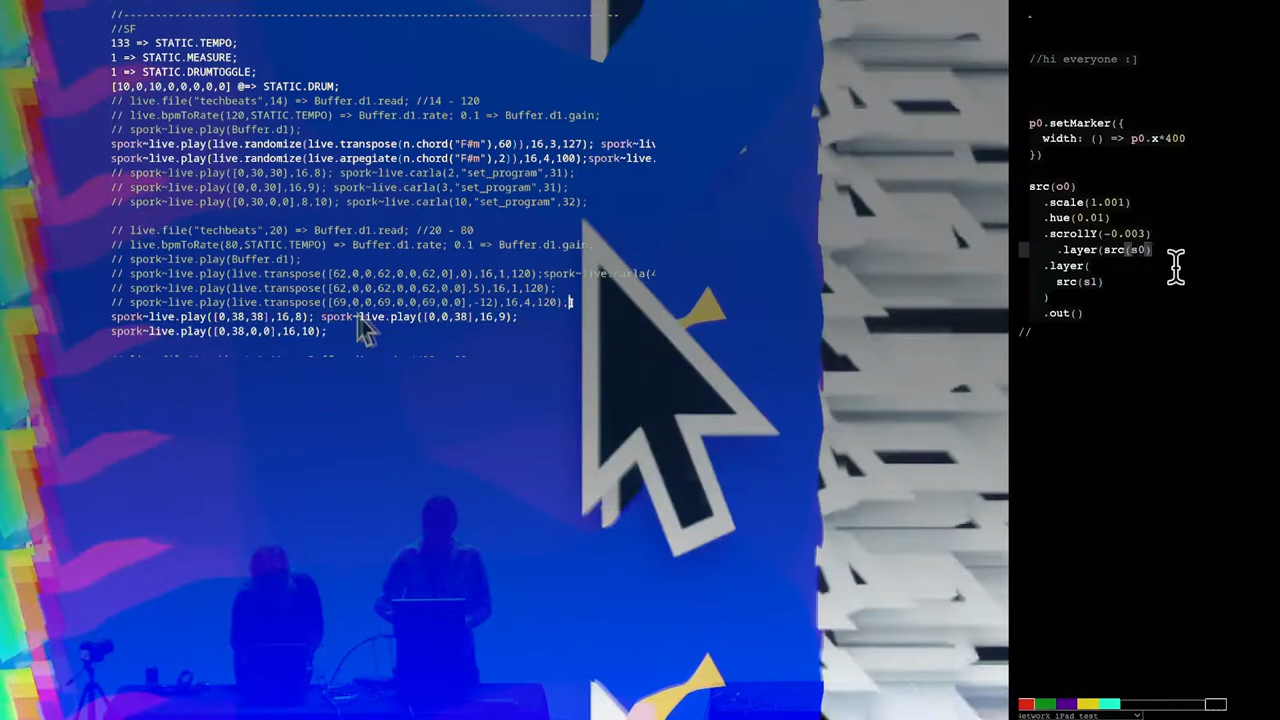 //-----------------------------------------------------------------------------
//SF
133 => STATIC.TEMPO;
1 => STATIC.MEASURE;
1 => STATIC.DRUMTOGGLE;
[10,0,10,0,0,0,0,0] @=> STATIC.DRUM;
// live.file("techbeats",14) => Buffer.d1.read; //14 - 120
// live.bpmToRate(120,STATIC.TEMPO) => Buffer.d1.rate; 0.1 => Buffer.d1.gain;
// spork~live.play(Buffer.d1);
spork~live.play(live.randomize(live.transpose(n.chord("F#m"),60)),16,3,127); spork~liv
spork~live.play(live.randomize(live.arpegiate(n.chord("F#m"),2)),16,4,100);spork~live.
// spork~live.play([0,30,30],16,8); spork~live.carla(2,"set_program",31);
// spork~live.play([0,0,30],16,9); spork~live.carla(3,"set_program",31);
// spork~live.play([0,30,0,0],8,10); spork~live.carla(10,"set_program",32);
// live.file("techbeats",20) => Buffer.d1.read; //20 - 80
// live.bpmToRate(80,STATIC.TEMPO) => Buffer.d1.rate; 0.1 => Buffer.d1.gain;
// spork~live.play(Buffer.d1);
// spork~live.play(live.transpose([62,0,0,62,0,0,62,0],0),16,1,120);spork~live.carla(4
// spork~live.play(live.transpose([62,0,0,62,0,0,62,0],5),16,1,120);
// spork~live.play(live.transpose([69,0,0,69,0,0,69,0,0],-12),16,4,120);
spork~live.play([0,38,38],16,8); spork~live.play([0,0,38],16,9);
spork~live.play([0,38,0,0],16,10);
//hi everyone :]
p0.setMarker({
width: () => p0.x*400
})
src(o0)
.scale(1.001)
.hue(0.01)
.scrollY(-0.003)
.layer(src(s0)
.layer(
src(s1)
)
.out()
//
Network iPad test